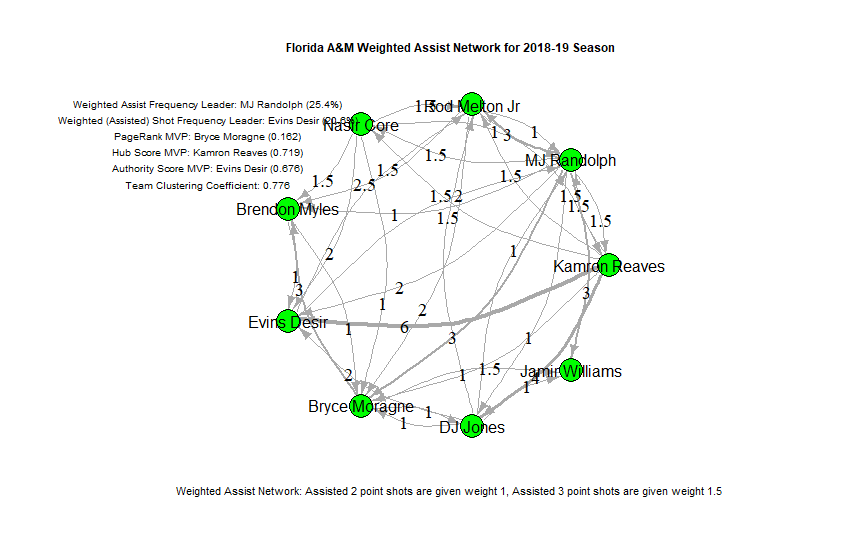 Florida A&M Weighted Assist Network for 2018-19 Season
Weighted Assist Frequency Leader: MJ Randolph (25.4%)
Weighted (Assisted) Shot Frequency Leader: Evins Desir
PageRank MVP: Bryce Moragne (0.162)
Hub Score MVP: Kamron Reaves (0.719)
Authority Score MVP: Evins Desir (0.676)
Team Clustering Coefficient: 0.776
1.5
Rod Melton Jr
Nasir Core
1
1
3
1.5
MJ Randolph
1.5
1.5
1.5
2.5
1.5
2
1.5
1.5
Brendon Myles
1
1.5
1.5
1
2
Kamron Reaves
1
2
3
3
1
2
Evins Desir
1
6
3
1
2
1
1.5
Jamir Williams
1
4
Bryce Moragne
1
1
DJ Jones
Weighted Assist Network: Assisted 2 point shots are given weight 1, Assisted 3 point shots are given weight 1.5